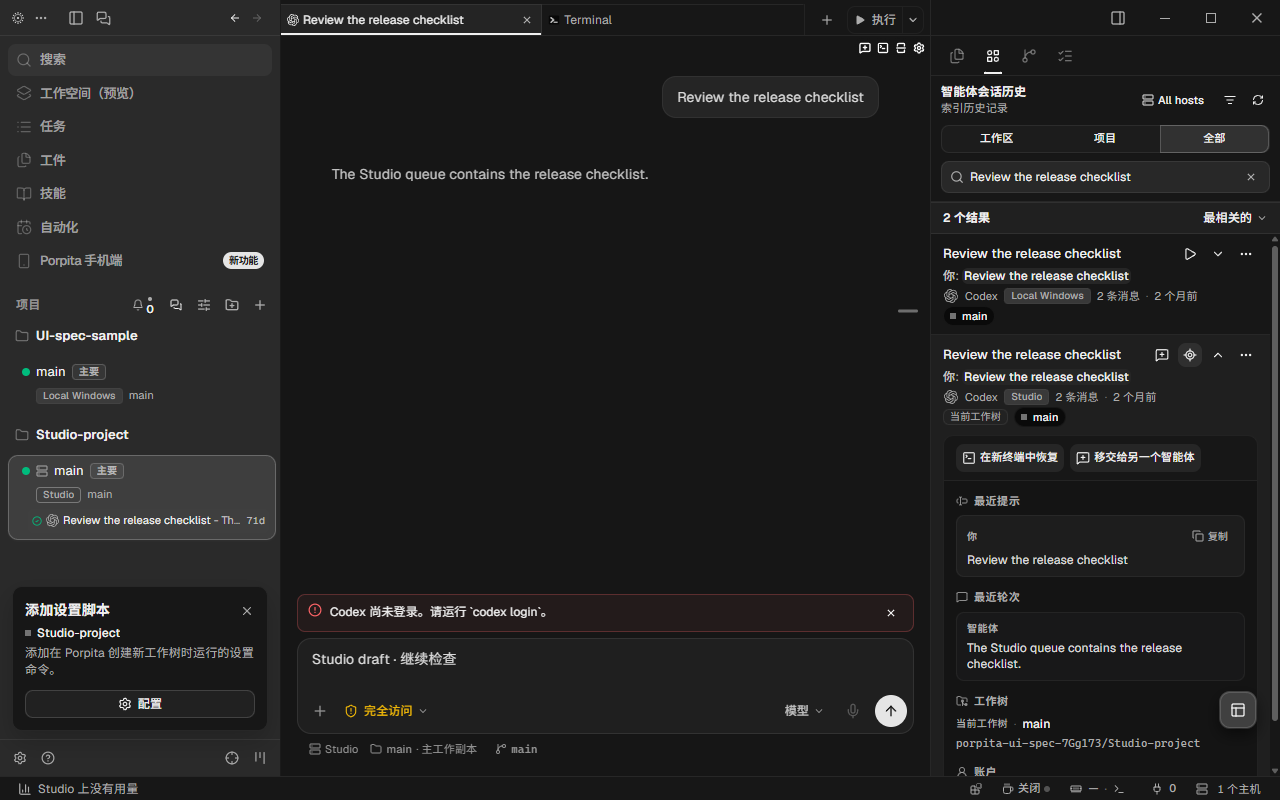 搜索
工作空间（预览）
任务
工件
技能
自动化
Porpita 手机端 新功能
项目 0
UI-spec-sample
main 主要
Local Windows main
Studio-project
main 主要
Studio main
Review the release checklist - Th... 71d
添加设置脚本
Studio-project
添加在 Porpita 创建新工作树时运行的设置
命令。
配置
Studio 上没有用量
Review the release checklist
Terminal
执行
Review the release checklist
The Studio queue contains the release checklist.
Codex 尚未登录。请运行 `codex login`。
Studio draft · 继续检查
完全访问
模型
Studio main · 主工作副本 main
智能体会话历史
索引历史记录
All hosts
工作区 项目 全部
Review the release checklist
2 个结果 最相关的
Review the release checklist
你: Review the release checklist
Codex Local Windows 2 条消息 · 2 个月前
main
Review the release checklist
你: Review the release checklist
Codex Studio 2 条消息 · 2 个月前
当前工作树 main
在新终端中恢复 移交给另一个智能体
最近提示
你 复制
Review the release checklist
最近轮次
智能体
The Studio queue contains the release
checklist.
工作树
当前工作树 · main
porpita-ui-spec-7Gg173/Studio-project
账户
关闭 0 1 个主机